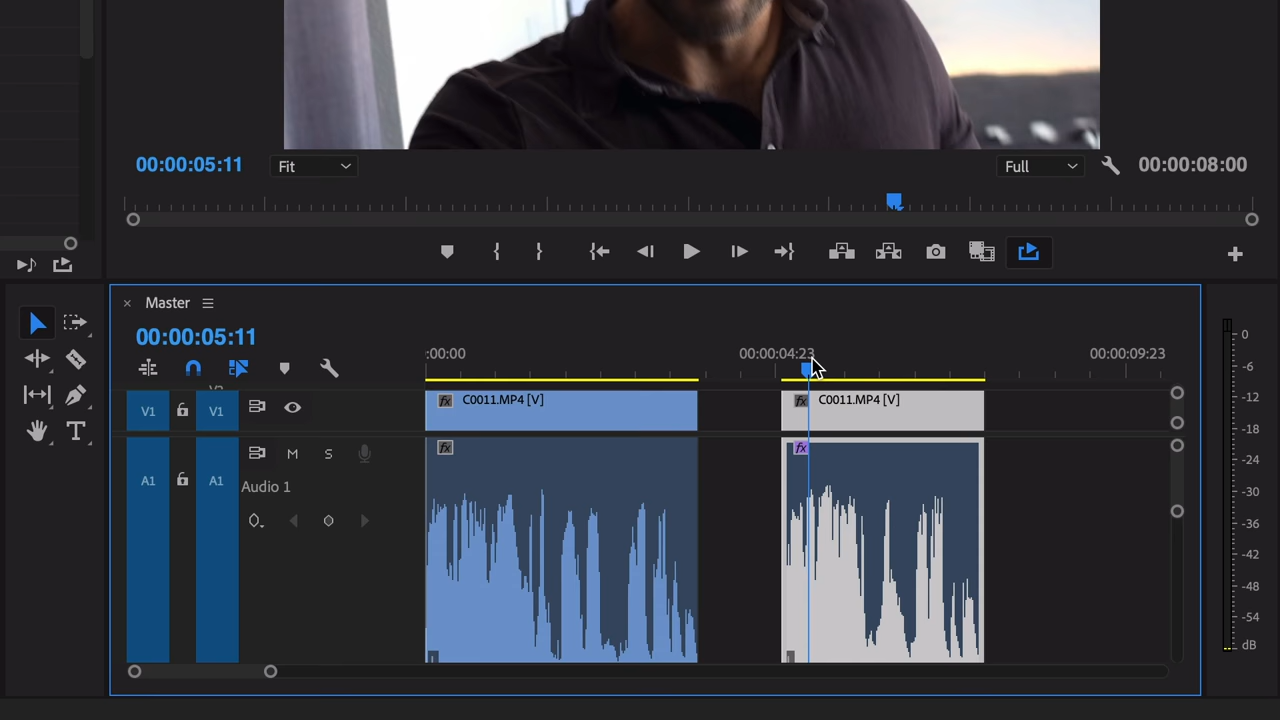 00:00:05:11
Fit
Full
00:00:08:00
Master
00:00:05:11
:00:00
00:00:04:23
00:00:09:23
V1
V1
fx C0011.MP4 [V]
fx C0011.MP4 [V]
A1
A1
M
S
Audio 1
fx
fx
0
-6
-12
-18
-24
-30
-36
-42
-48
-54
dB